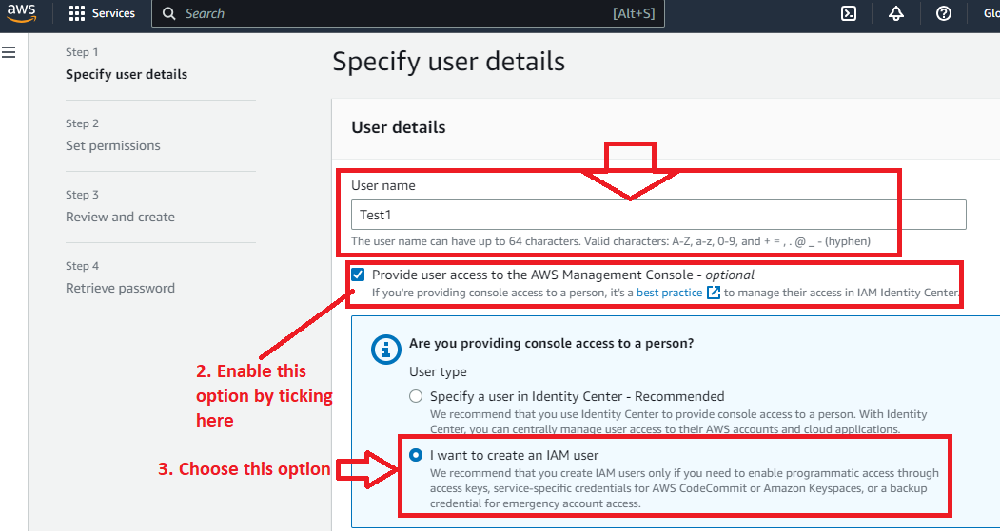 aws
Services
Search
[Alt+S]
Glo
Step 1
Specify user details
Step 2
Set permissions
Step 3
Review and create
Step 4
Retrieve password
Specify user details
User details
User name
Test1
The user name can have up to 64 characters. Valid characters: A-Z, a-z, 0-9, and + = , . @ _ - (hyphen)
Provide user access to the AWS Management Console - optional
If you're providing console access to a person, it's a best practice to manage their access in IAM Identity Center.
2. Enable this
option by ticking
here
Are you providing console access to a person?
User type
Specify a user in Identity Center - Recommended
We recommend that you use Identity Center to provide console access to a person. With Identity
Center, you can centrally manage user access to their AWS accounts and cloud applications.
3. Choose this option
I want to create an IAM user
We recommend that you create IAM users only if you need to enable programmatic access through
access keys, service-specific credentials for AWS CodeCommit or Amazon Keyspaces, or a backup
credential for emergency account access.